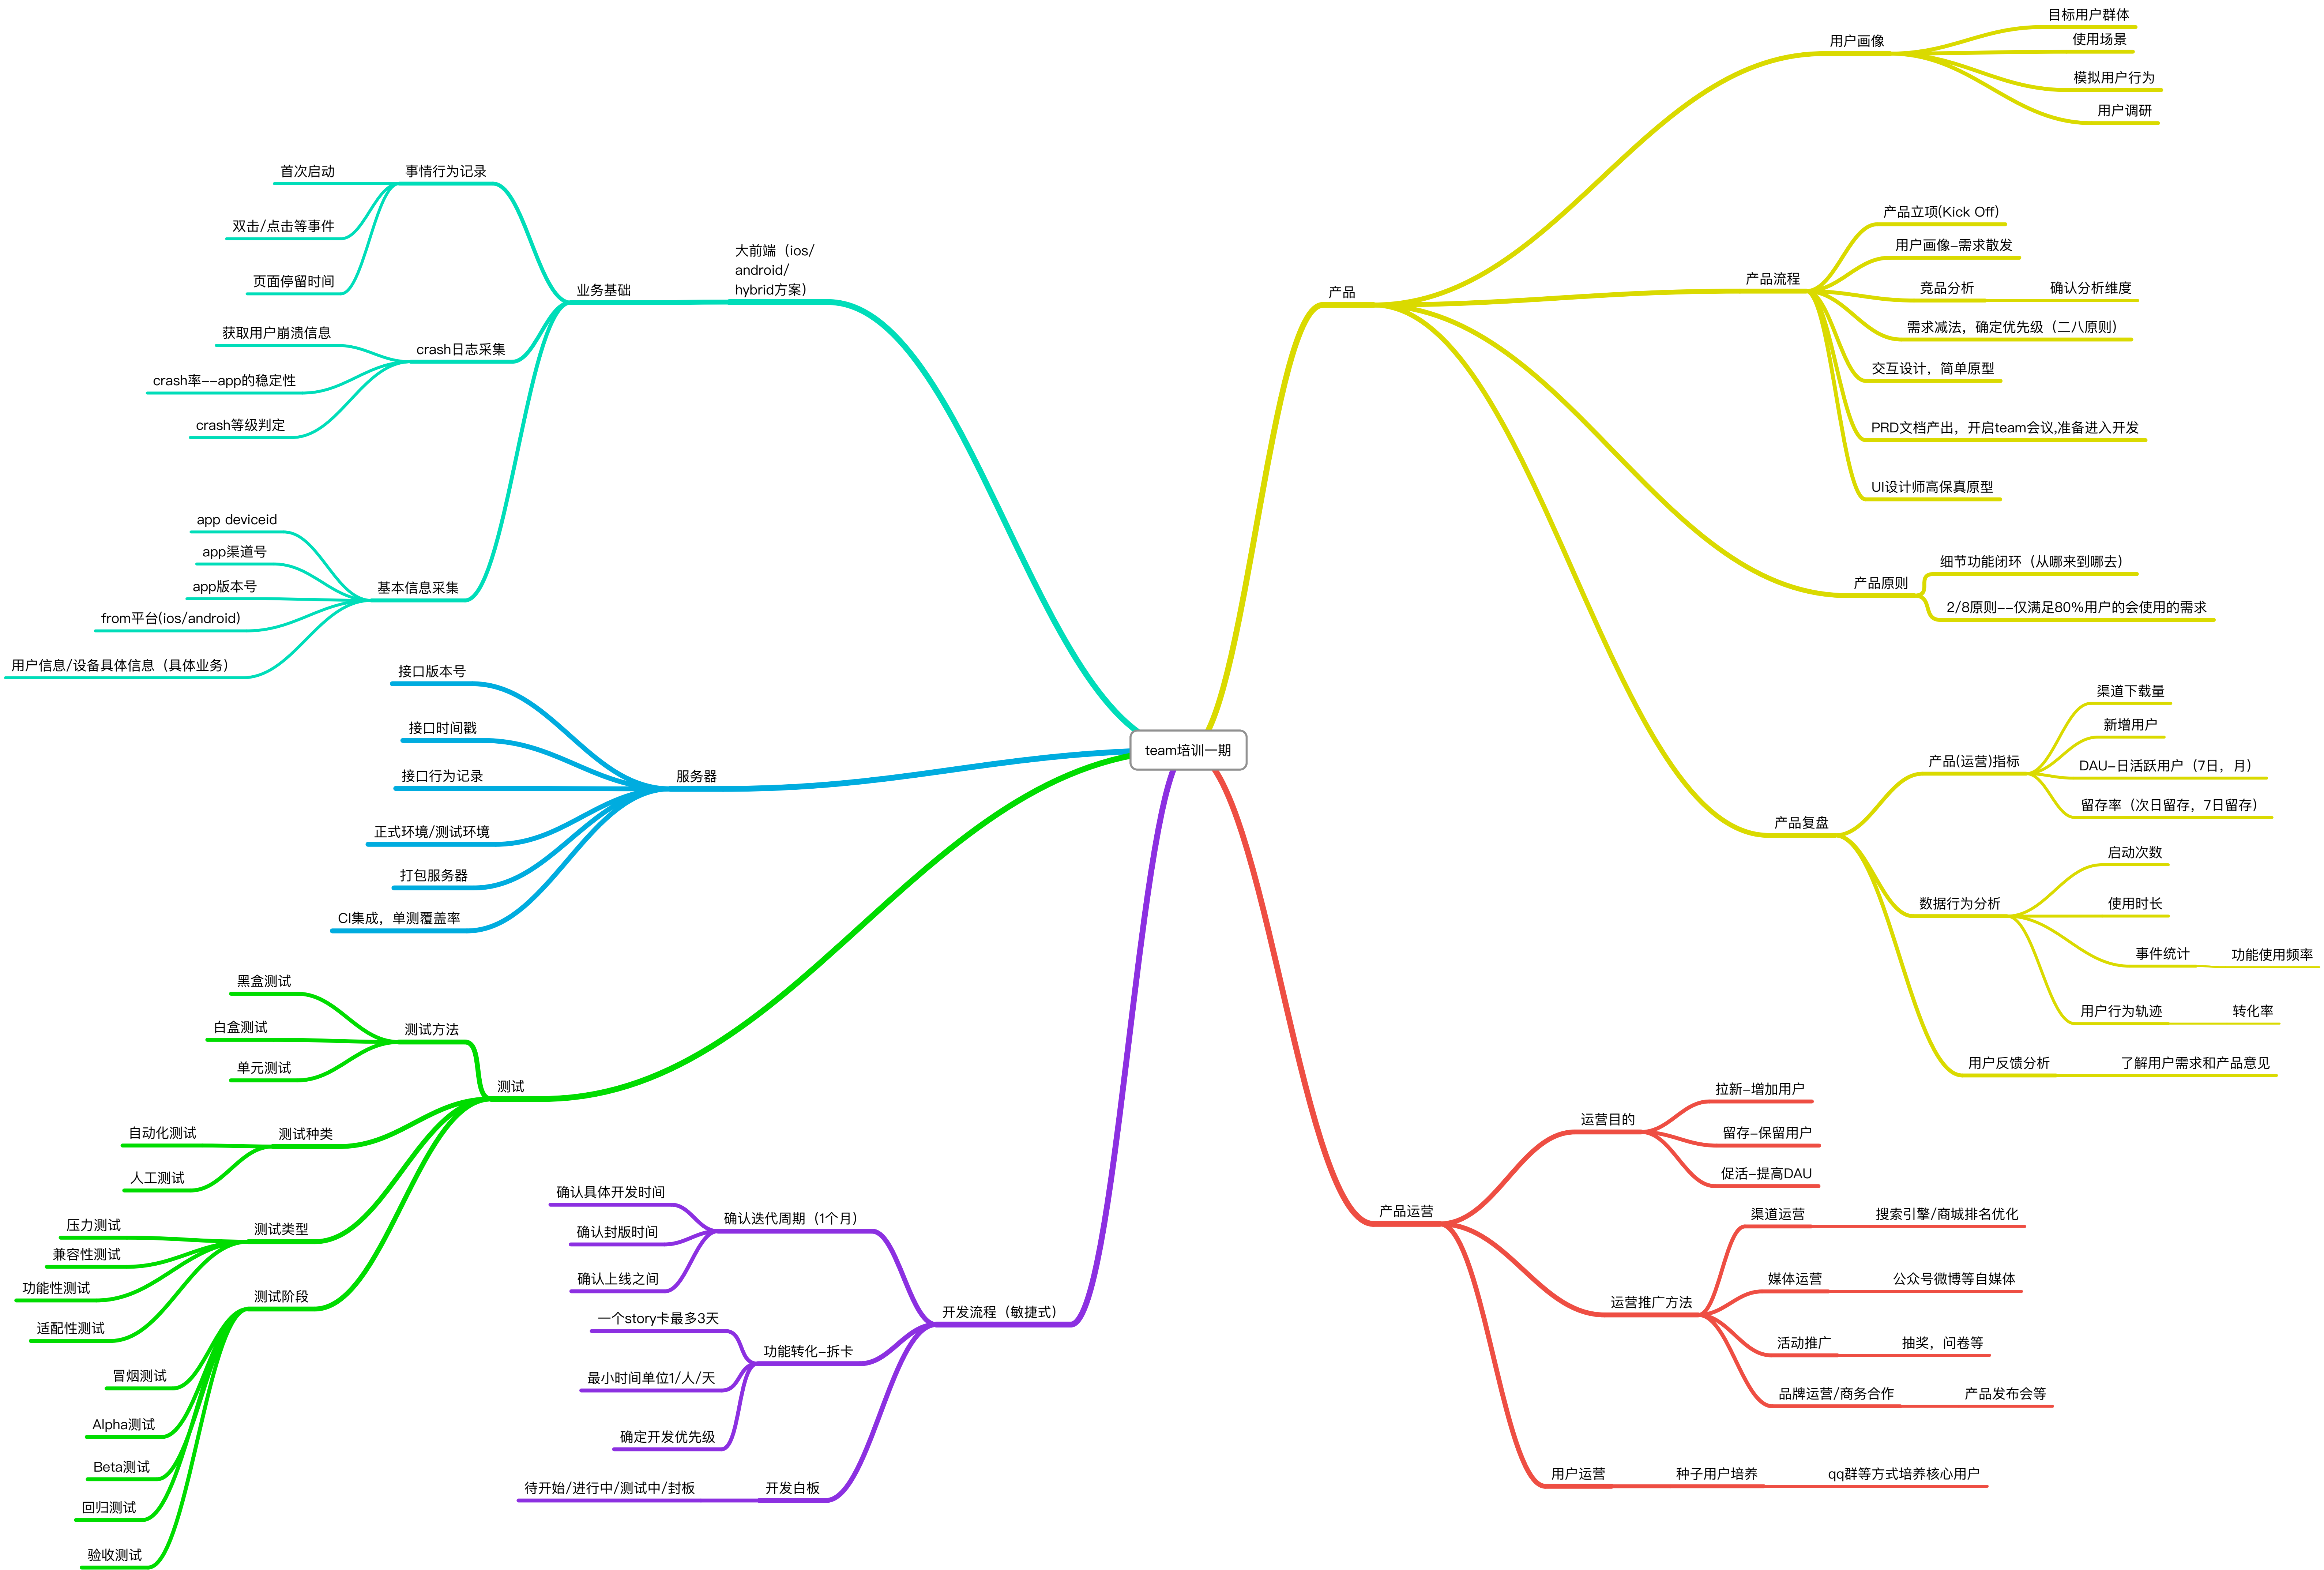 team培训一期
产品
用户画像
目标用户群体
使用场景
模拟用户行为
用户调研
产品流程
产品立项(Kick Off)
用户画像-需求散发
竞品分析
确认分析维度
需求减法，确定优先级（二八原则）
交互设计，简单原型
PRD文档产出，开启team会议,准备进入开发
UI设计师高保真原型
产品原则
细节功能闭环（从哪来到哪去）
2/8原则--仅满足80%用户的会使用的需求
产品复盘
产品(运营)指标
渠道下载量
新增用户
DAU-日活跃用户（7日，月）
留存率（次日留存，7日留存）
数据行为分析
启动次数
使用时长
事件统计
功能使用频率
用户行为轨迹
转化率
用户反馈分析
了解用户需求和产品意见
产品运营
运营目的
拉新-增加用户
留存-保留用户
促活-提高DAU
运营推广方法
渠道运营
搜索引擎/商城排名优化
媒体运营
公众号微博等自媒体
活动推广
抽奖，问卷等
品牌运营/商务合作
产品发布会等
用户运营
种子用户培养
qq群等方式培养核心用户
大前端（ios/
android/
hybrid方案）
业务基础
事情行为记录
首次启动
双击/点击等事件
页面停留时间
crash日志采集
获取用户崩溃信息
crash率--app的稳定性
crash等级判定
基本信息采集
app deviceid
app渠道号
app版本号
from平台(ios/android)
用户信息/设备具体信息（具体业务）
服务器
接口版本号
接口时间戳
接口行为记录
正式环境/测试环境
打包服务器
CI集成，单测覆盖率
测试
测试方法
黑盒测试
白盒测试
单元测试
测试种类
自动化测试
人工测试
测试类型
压力测试
兼容性测试
功能性测试
适配性测试
测试阶段
冒烟测试
Alpha测试
Beta测试
回归测试
验收测试
开发流程（敏捷式）
确认迭代周期（1个月）
确认具体开发时间
确认封版时间
确认上线之间
功能转化-拆卡
一个story卡最多3天
最小时间单位1/人/天
确定开发优先级
开发白板
待开始/进行中/测试中/封板